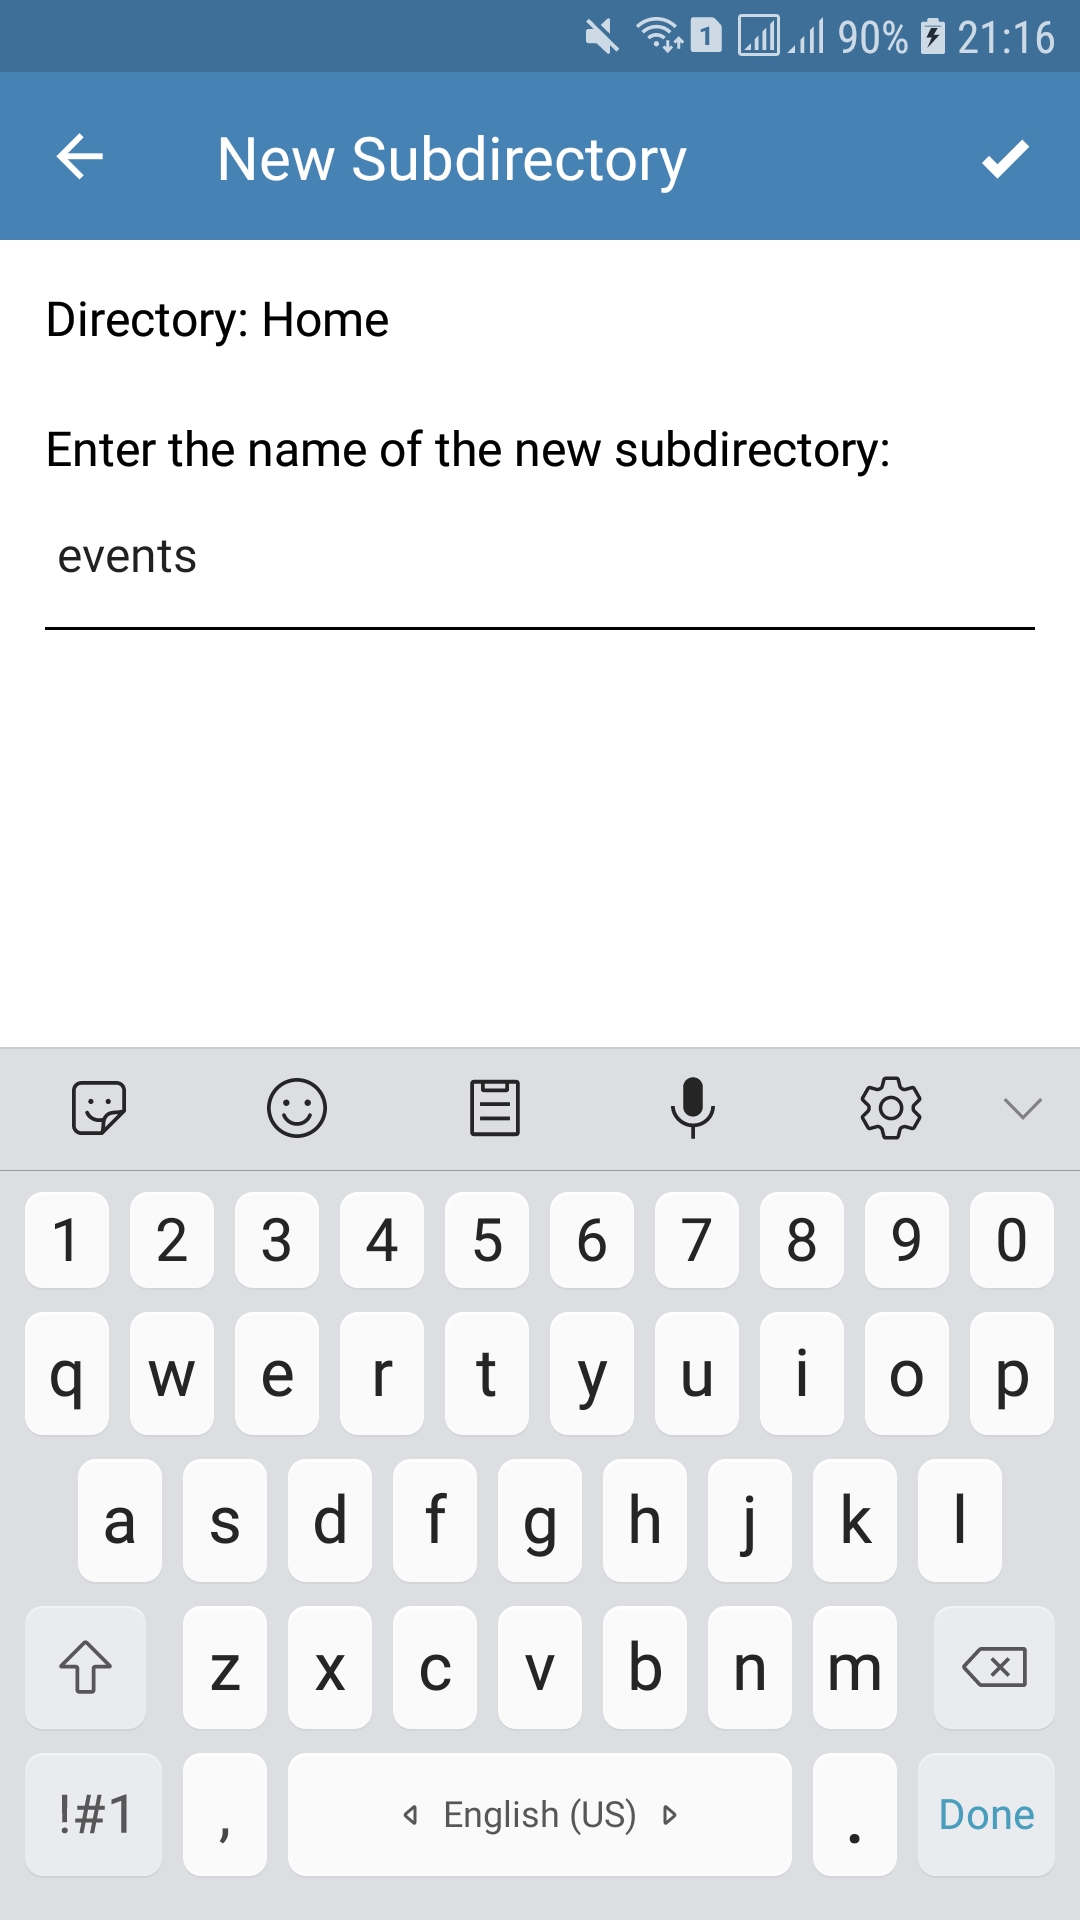 1 90% 21:16
New Subdirectory
Directory: Home
Enter the name of the new subdirectory:
events
1 2 3 4 5 6 7 8 9 0
q w e r t y u i o p
a s d f g h j k l
z x c v b n m
!#1 , English (US) . Done